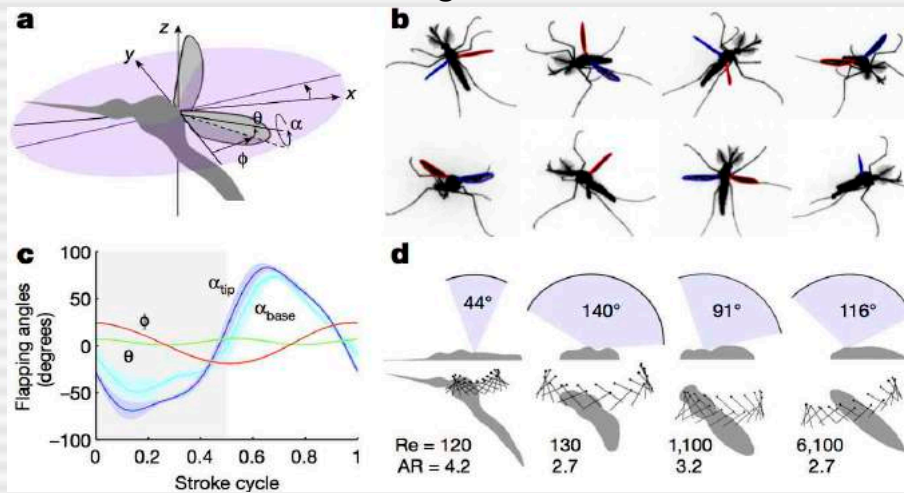 a
z
y
x
θ
α
ϕ
b
c
100
50
0
−50
−100
Flapping angles
(degrees)
αtip
αbase
ϕ
θ
0 0.2 0.4 0.6 0.8 1
Stroke cycle
d
44° 140° 91° 116°
Re = 120 130 1,100 6,100
AR = 4.2 2.7 3.2 2.7